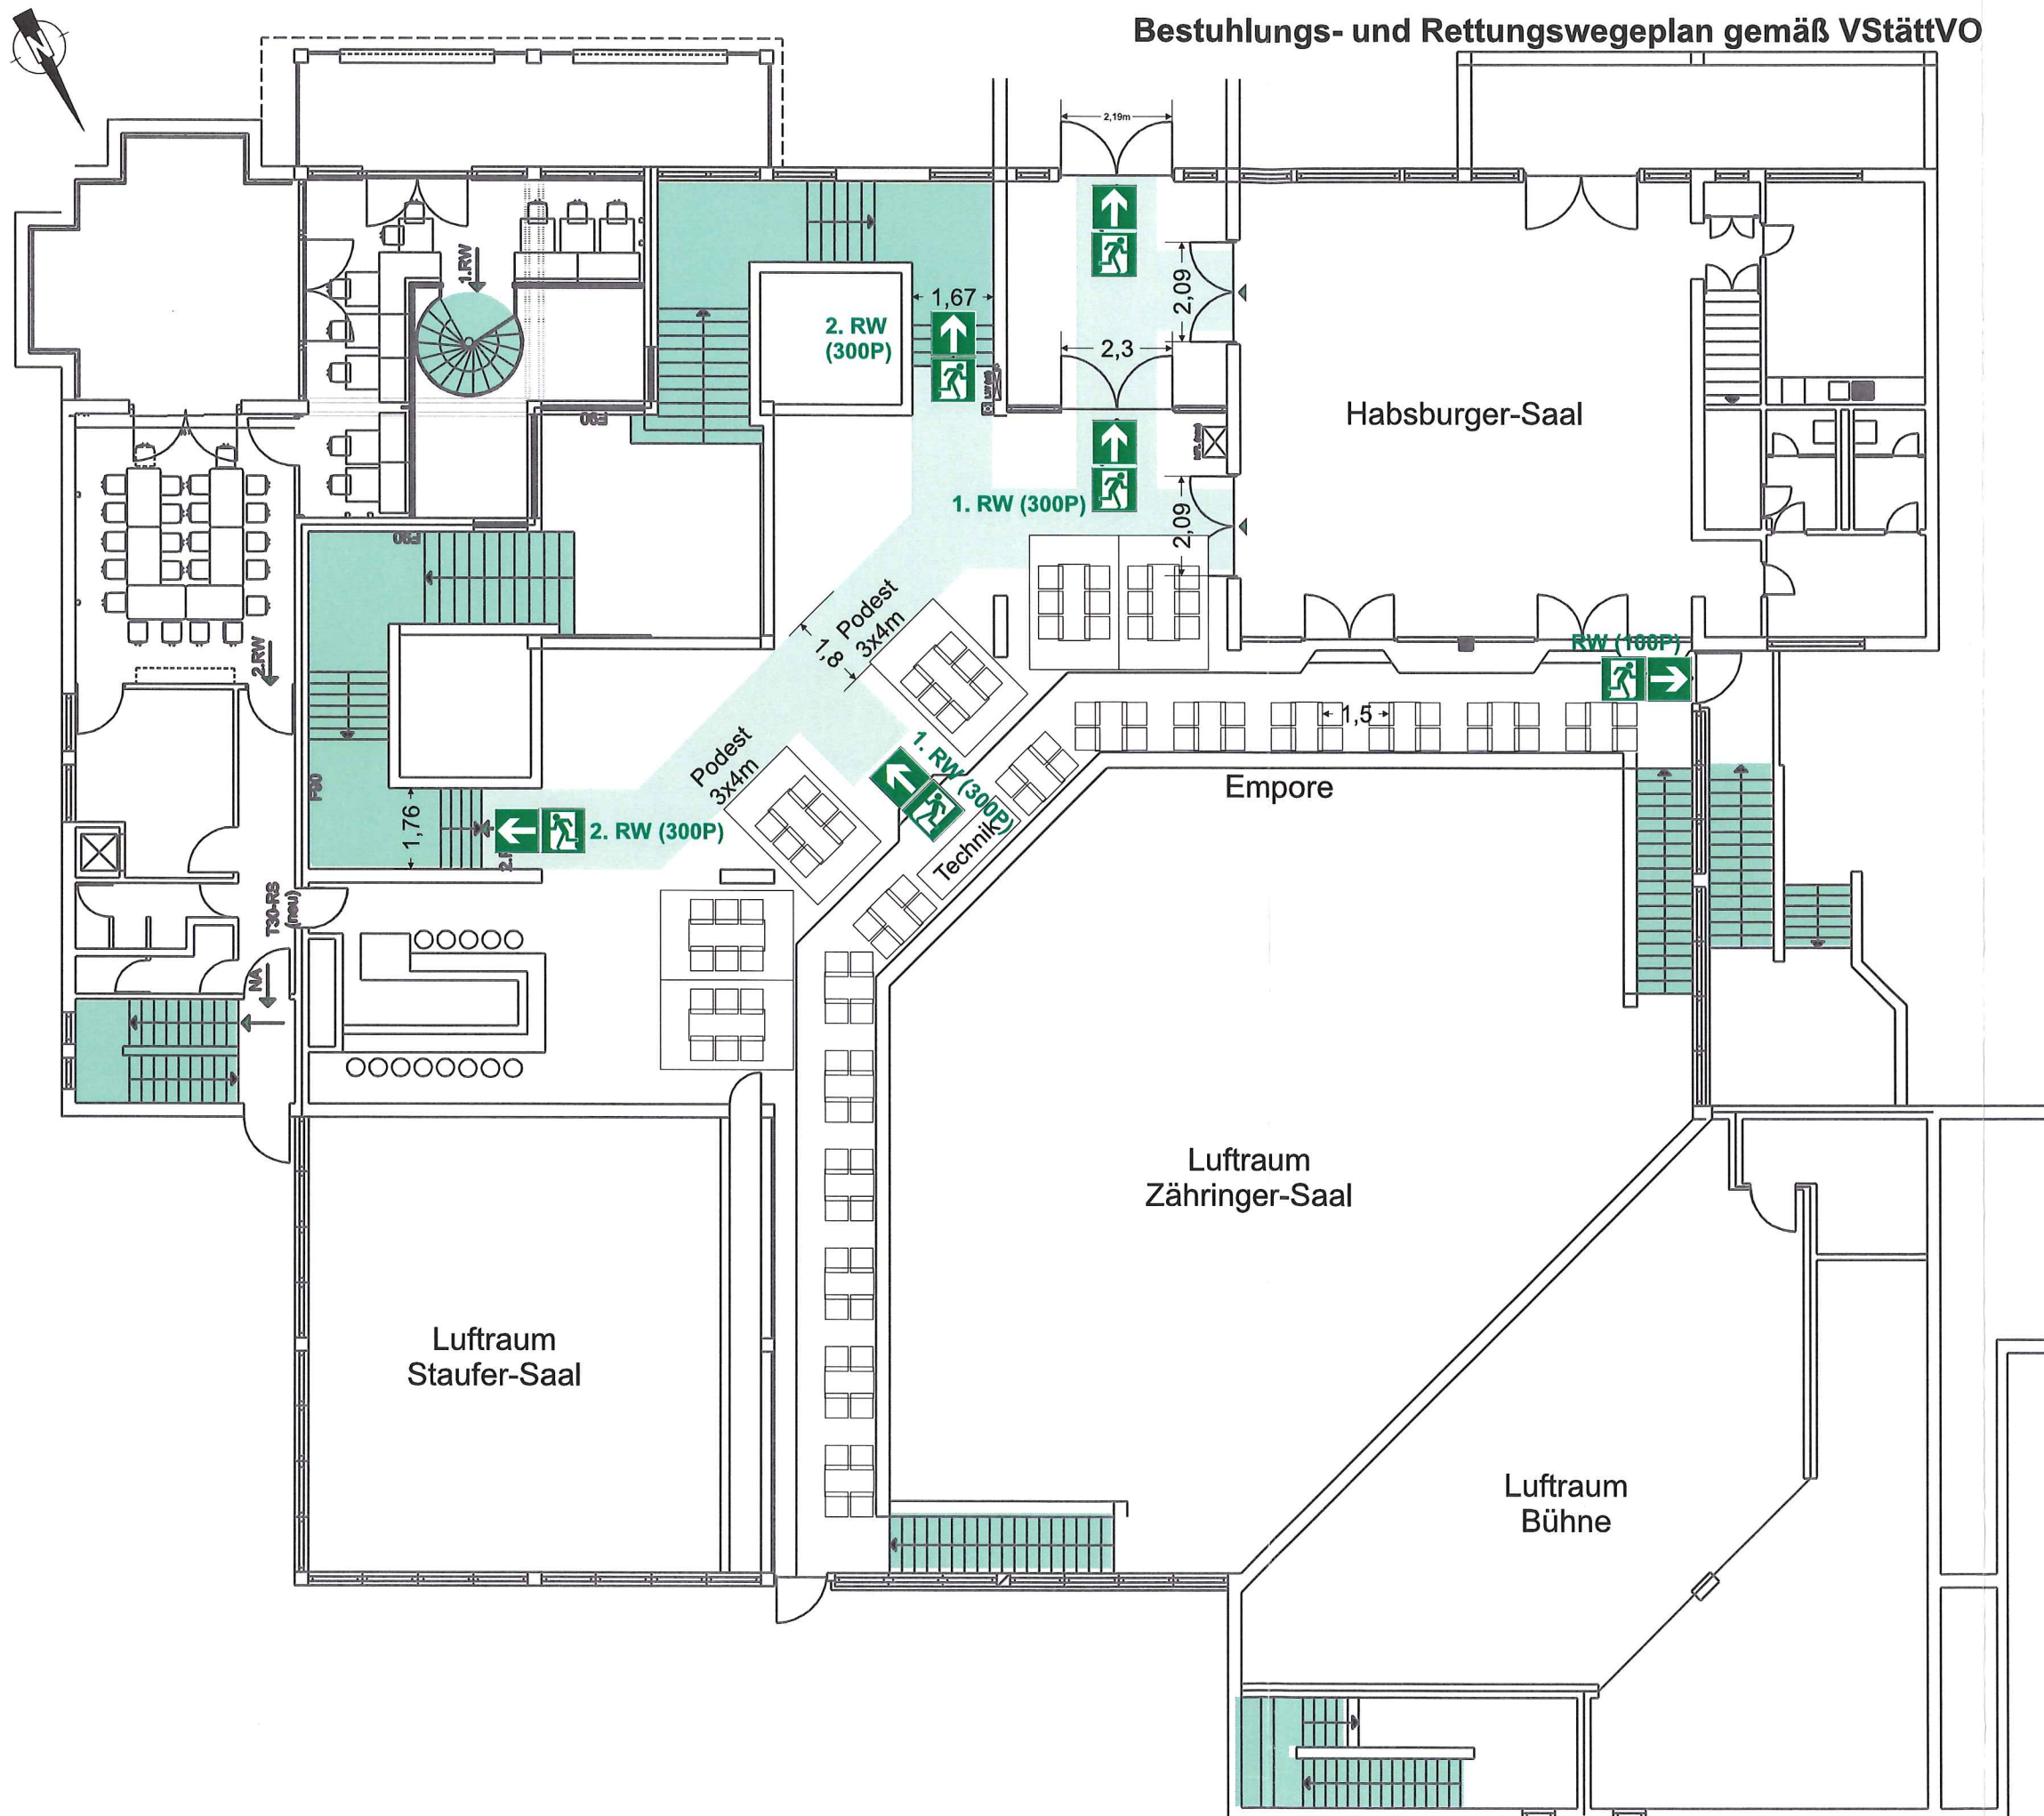 Bestuhlungs- und Rettungswegeplan gemäß VStättVO
N
2,19m
1.RW
1,67
2. RW
(300P)
2,09
2,3
Habsburger-Saal
F90
1. RW (300P)
2,09
F90
Podest
3x4m
1,8
2.RW
RW (100P)
1,5
Podest
3x4m
1. RW (300P)
Empore
F90
1,76
2. RW (300P)
Technik
T30-RS
(neu)
NA
Luftraum
Zähringer-Saal
Luftraum
Staufer-Saal
Luftraum
Bühne